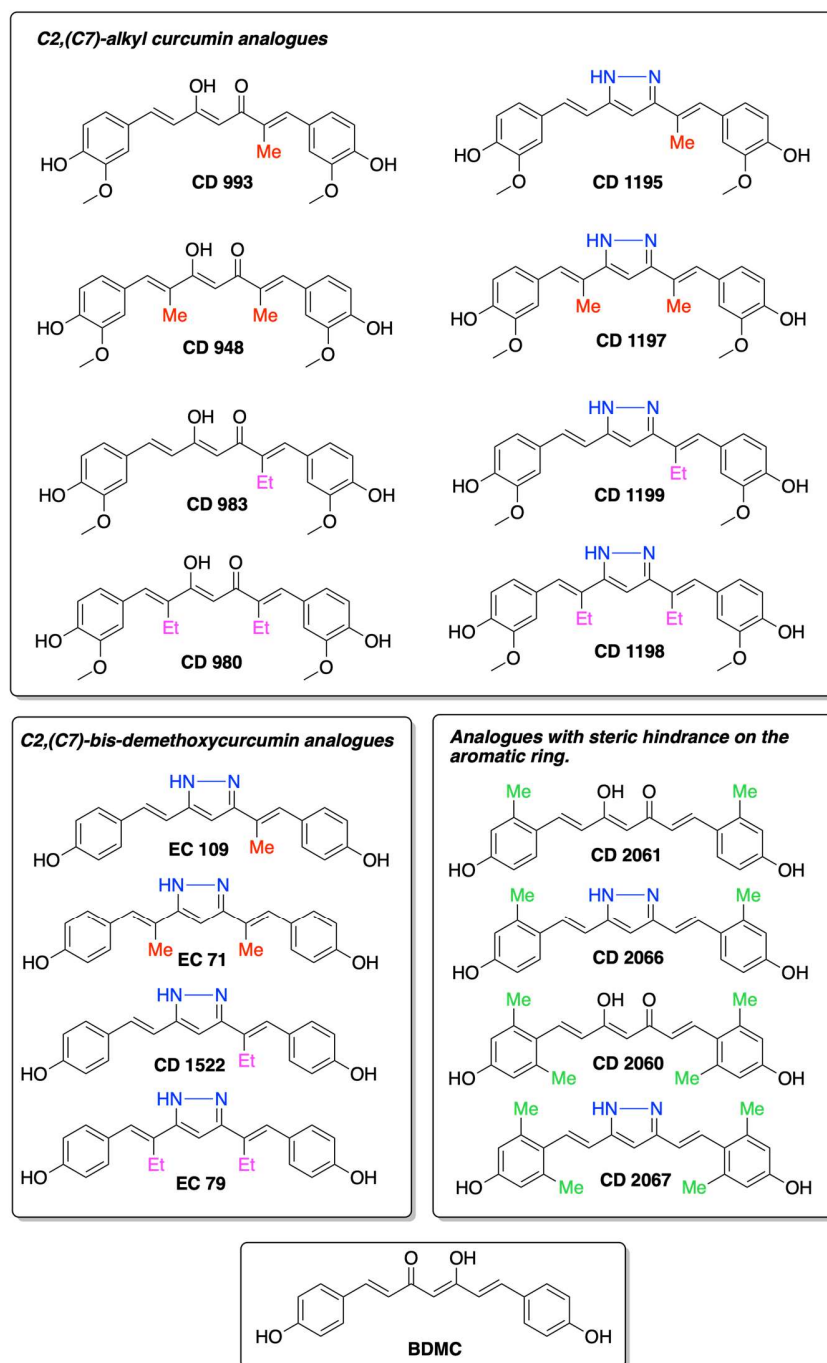 C2,(C7)-alkyl curcumin analogues
OH O
HO O Me O OH
CD 993
HN N
HO O Me O OH
CD 1195
OH O
HO O Me Me O OH
CD 948
HN N
HO O Me Me O OH
CD 1197
OH O
HO O Et O OH
CD 983
HN N
HO O Et O OH
CD 1199
OH O
HO O Et Et O OH
CD 980
HN N
HO O Et Et O OH
CD 1198
C2,(C7)-bis-demethoxycurcumin analogues
HN N
HO Me OH
EC 109
HN N
HO Me Me OH
EC 71
HN N
HO Et OH
CD 1522
HN N
HO Et Et OH
EC 79
Analogues with steric hindrance on the
aromatic ring.
Me OH O Me
HO OH
CD 2061
Me HN N Me
HO OH
CD 2066
Me OH O Me
HO Me Me OH
CD 2060
Me HN N Me
HO Me Me OH
CD 2067
O OH
HO OH
BDMC